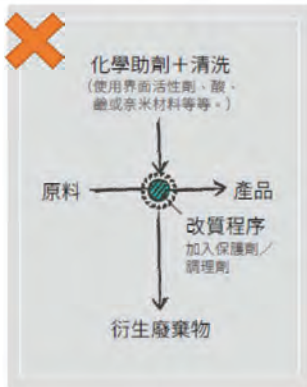 化學助劑＋清洗
（使用界面活性劑、酸、
鹼或奈米材料等等。）
原料
產品
改質程序
加入保護劑／
調理劑
衍生廢棄物